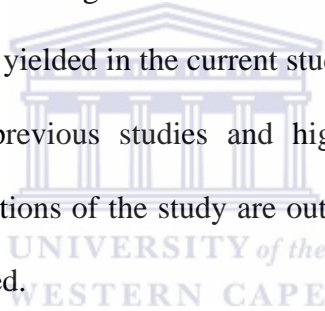 yielded in the current stu
previous studies and hig
tions of the study are out
UNIVERSITY of the
ed.
WESTERN CAPE